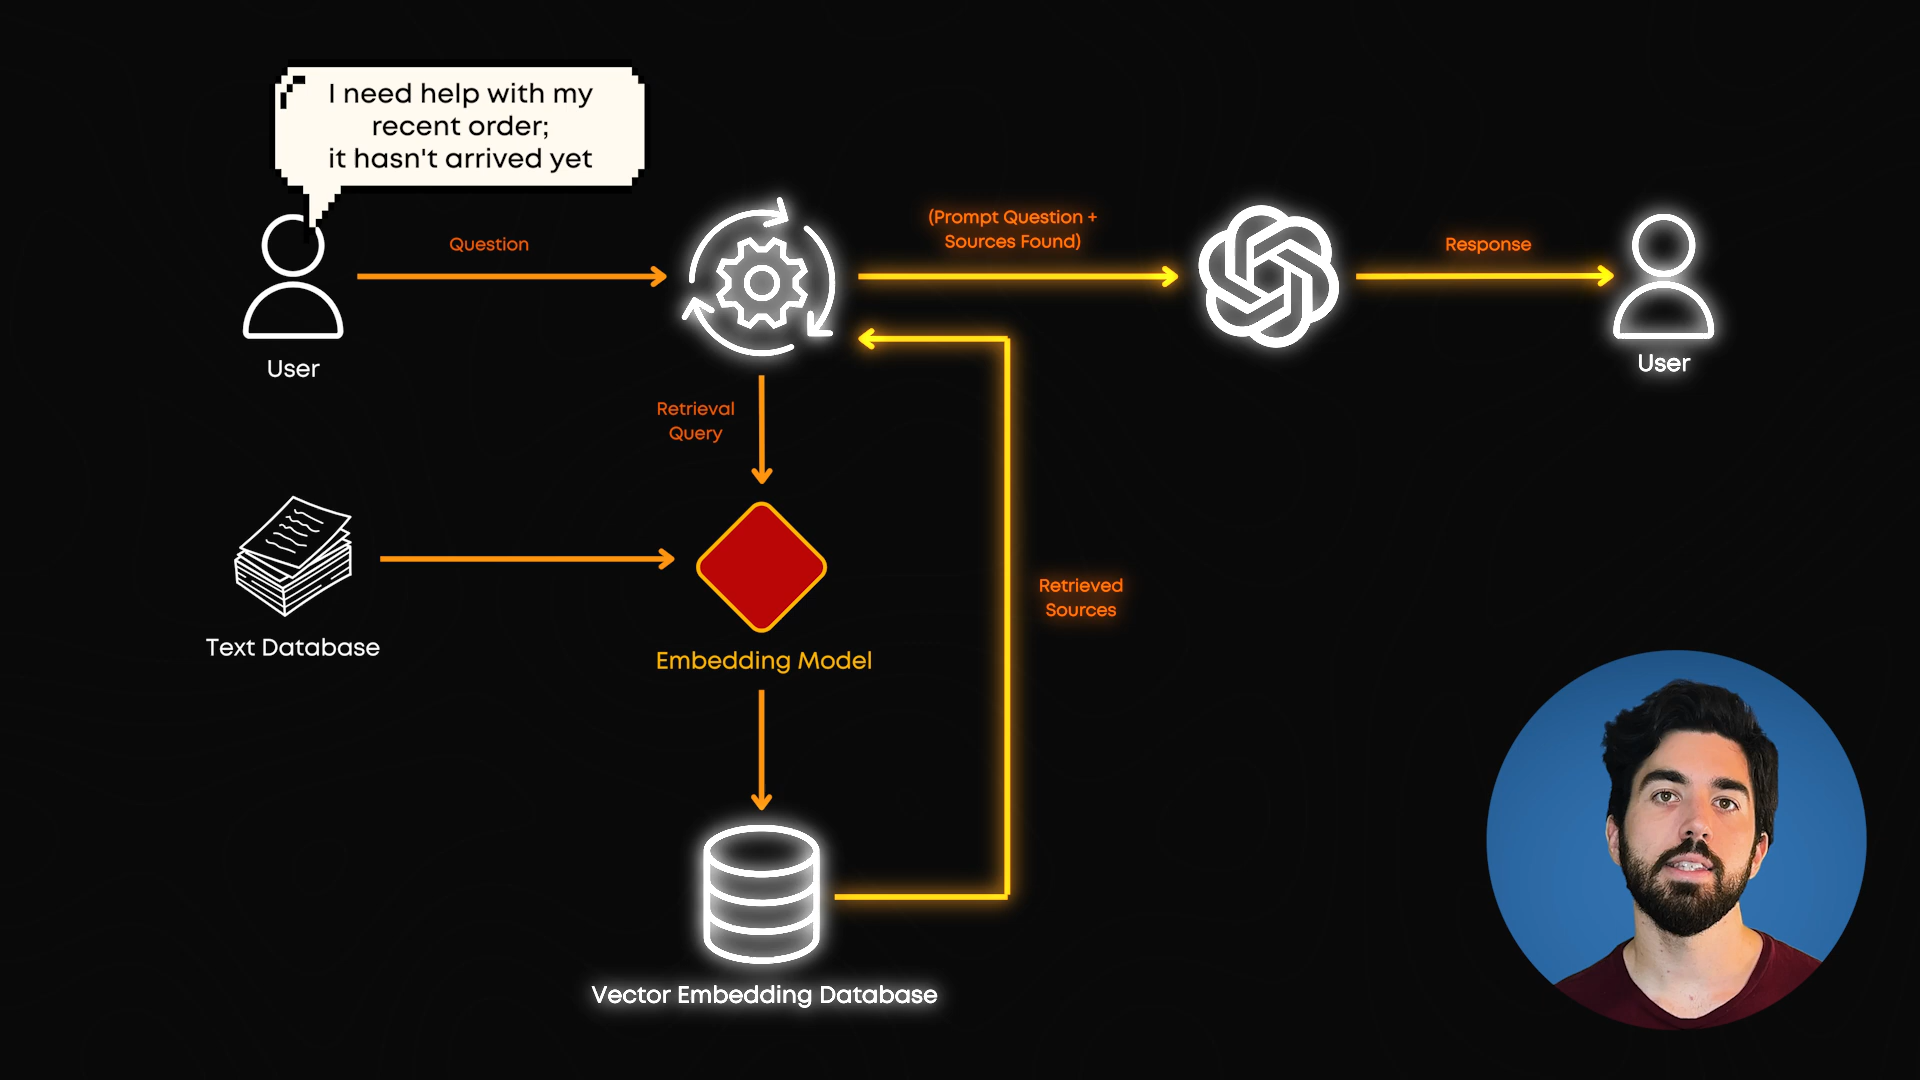 I need help with my
recent order;
it hasn't arrived yet
Question
(Prompt Question +
Sources Found)
Response
User
User
Retrieval
Query
Text Database
Embedding Model
Retrieved
Sources
Vector Embedding Database